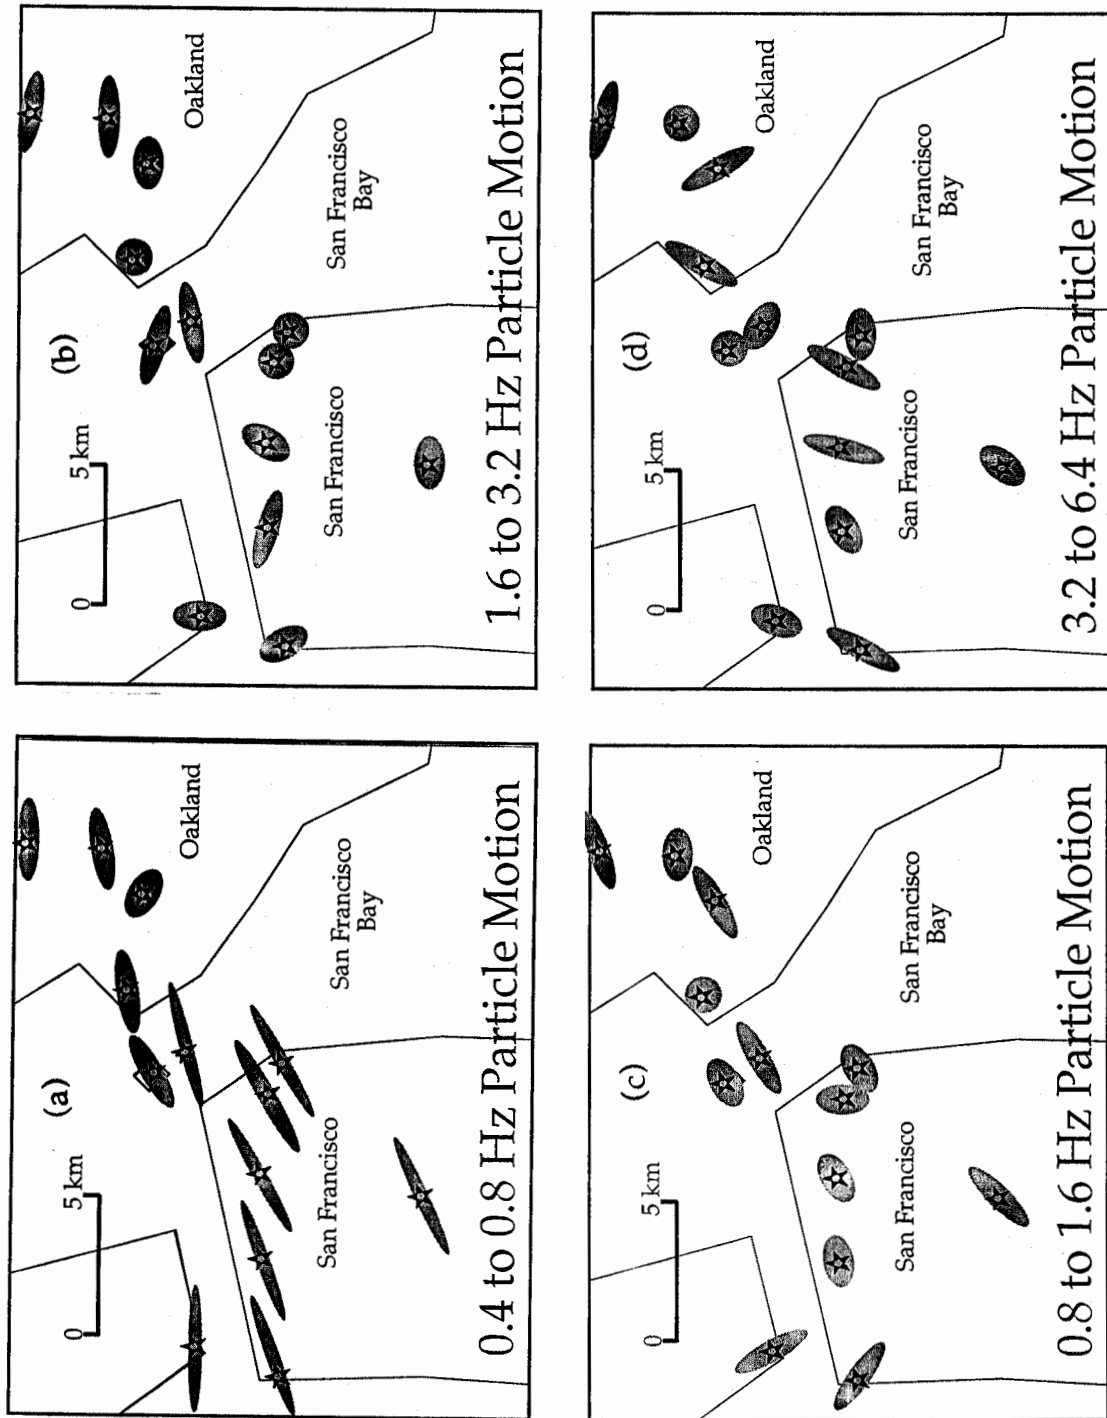 (a)
0
5 km
Oakland
San Francisco
Bay
San Francisco
0.4 to 0.8 Hz Particle Motion
(b)
0
5 km
Oakland
San Francisco
Bay
San Francisco
1.6 to 3.2 Hz Particle Motion
(c)
0
5 km
Oakland
San Francisco
Bay
San Francisco
0.8 to 1.6 Hz Particle Motion
(d)
0
5 km
Oakland
San Francisco
Bay
San Francisco
3.2 to 6.4 Hz Particle Motion